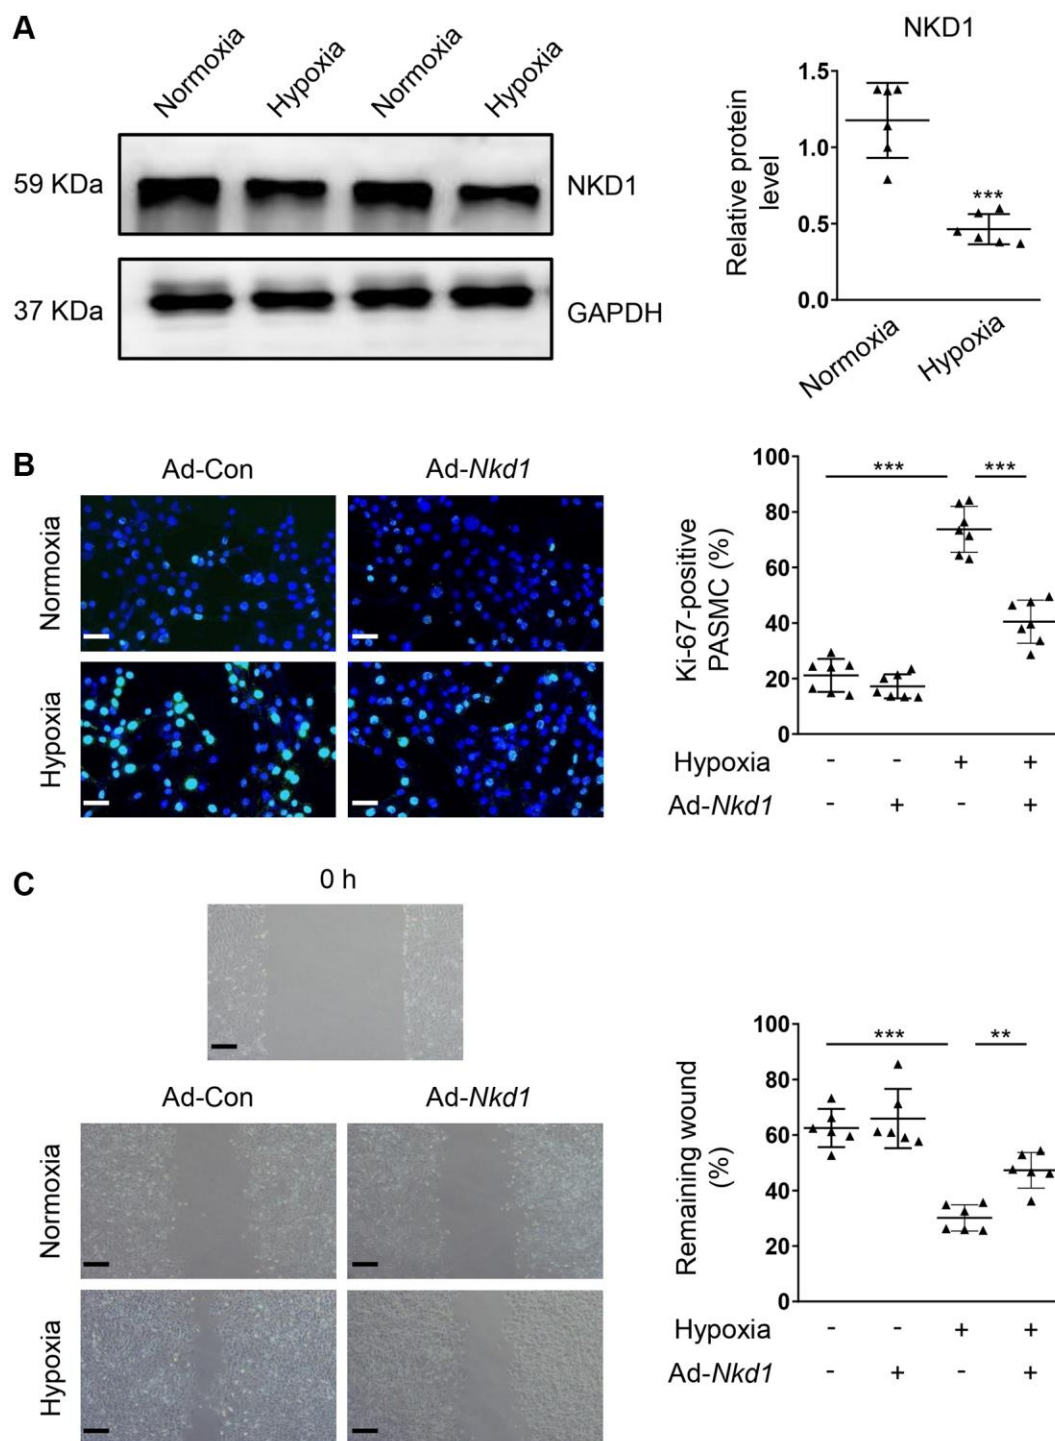 A
Normoxia
Hypoxia
Normoxia
Hypoxia
59 KDa
NKD1
37 KDa
GAPDH
NKD1
Relative protein
level
1.5
1.0
0.5
0.0
***
Normoxia
Hypoxia
B
Ad-Con
Ad-Nkd1
Normoxia
Hypoxia
Ki-67-positive
PASMC (%)
100
80
60
40
20
0
*** ***
Hypoxia - - + +
Ad-Nkd1 - + - +
C
0 h
Ad-Con
Ad-Nkd1
Normoxia
Hypoxia
Remaining wound
(%)
100
80
60
40
20
0
*** **
Hypoxia - - + +
Ad-Nkd1 - + - +